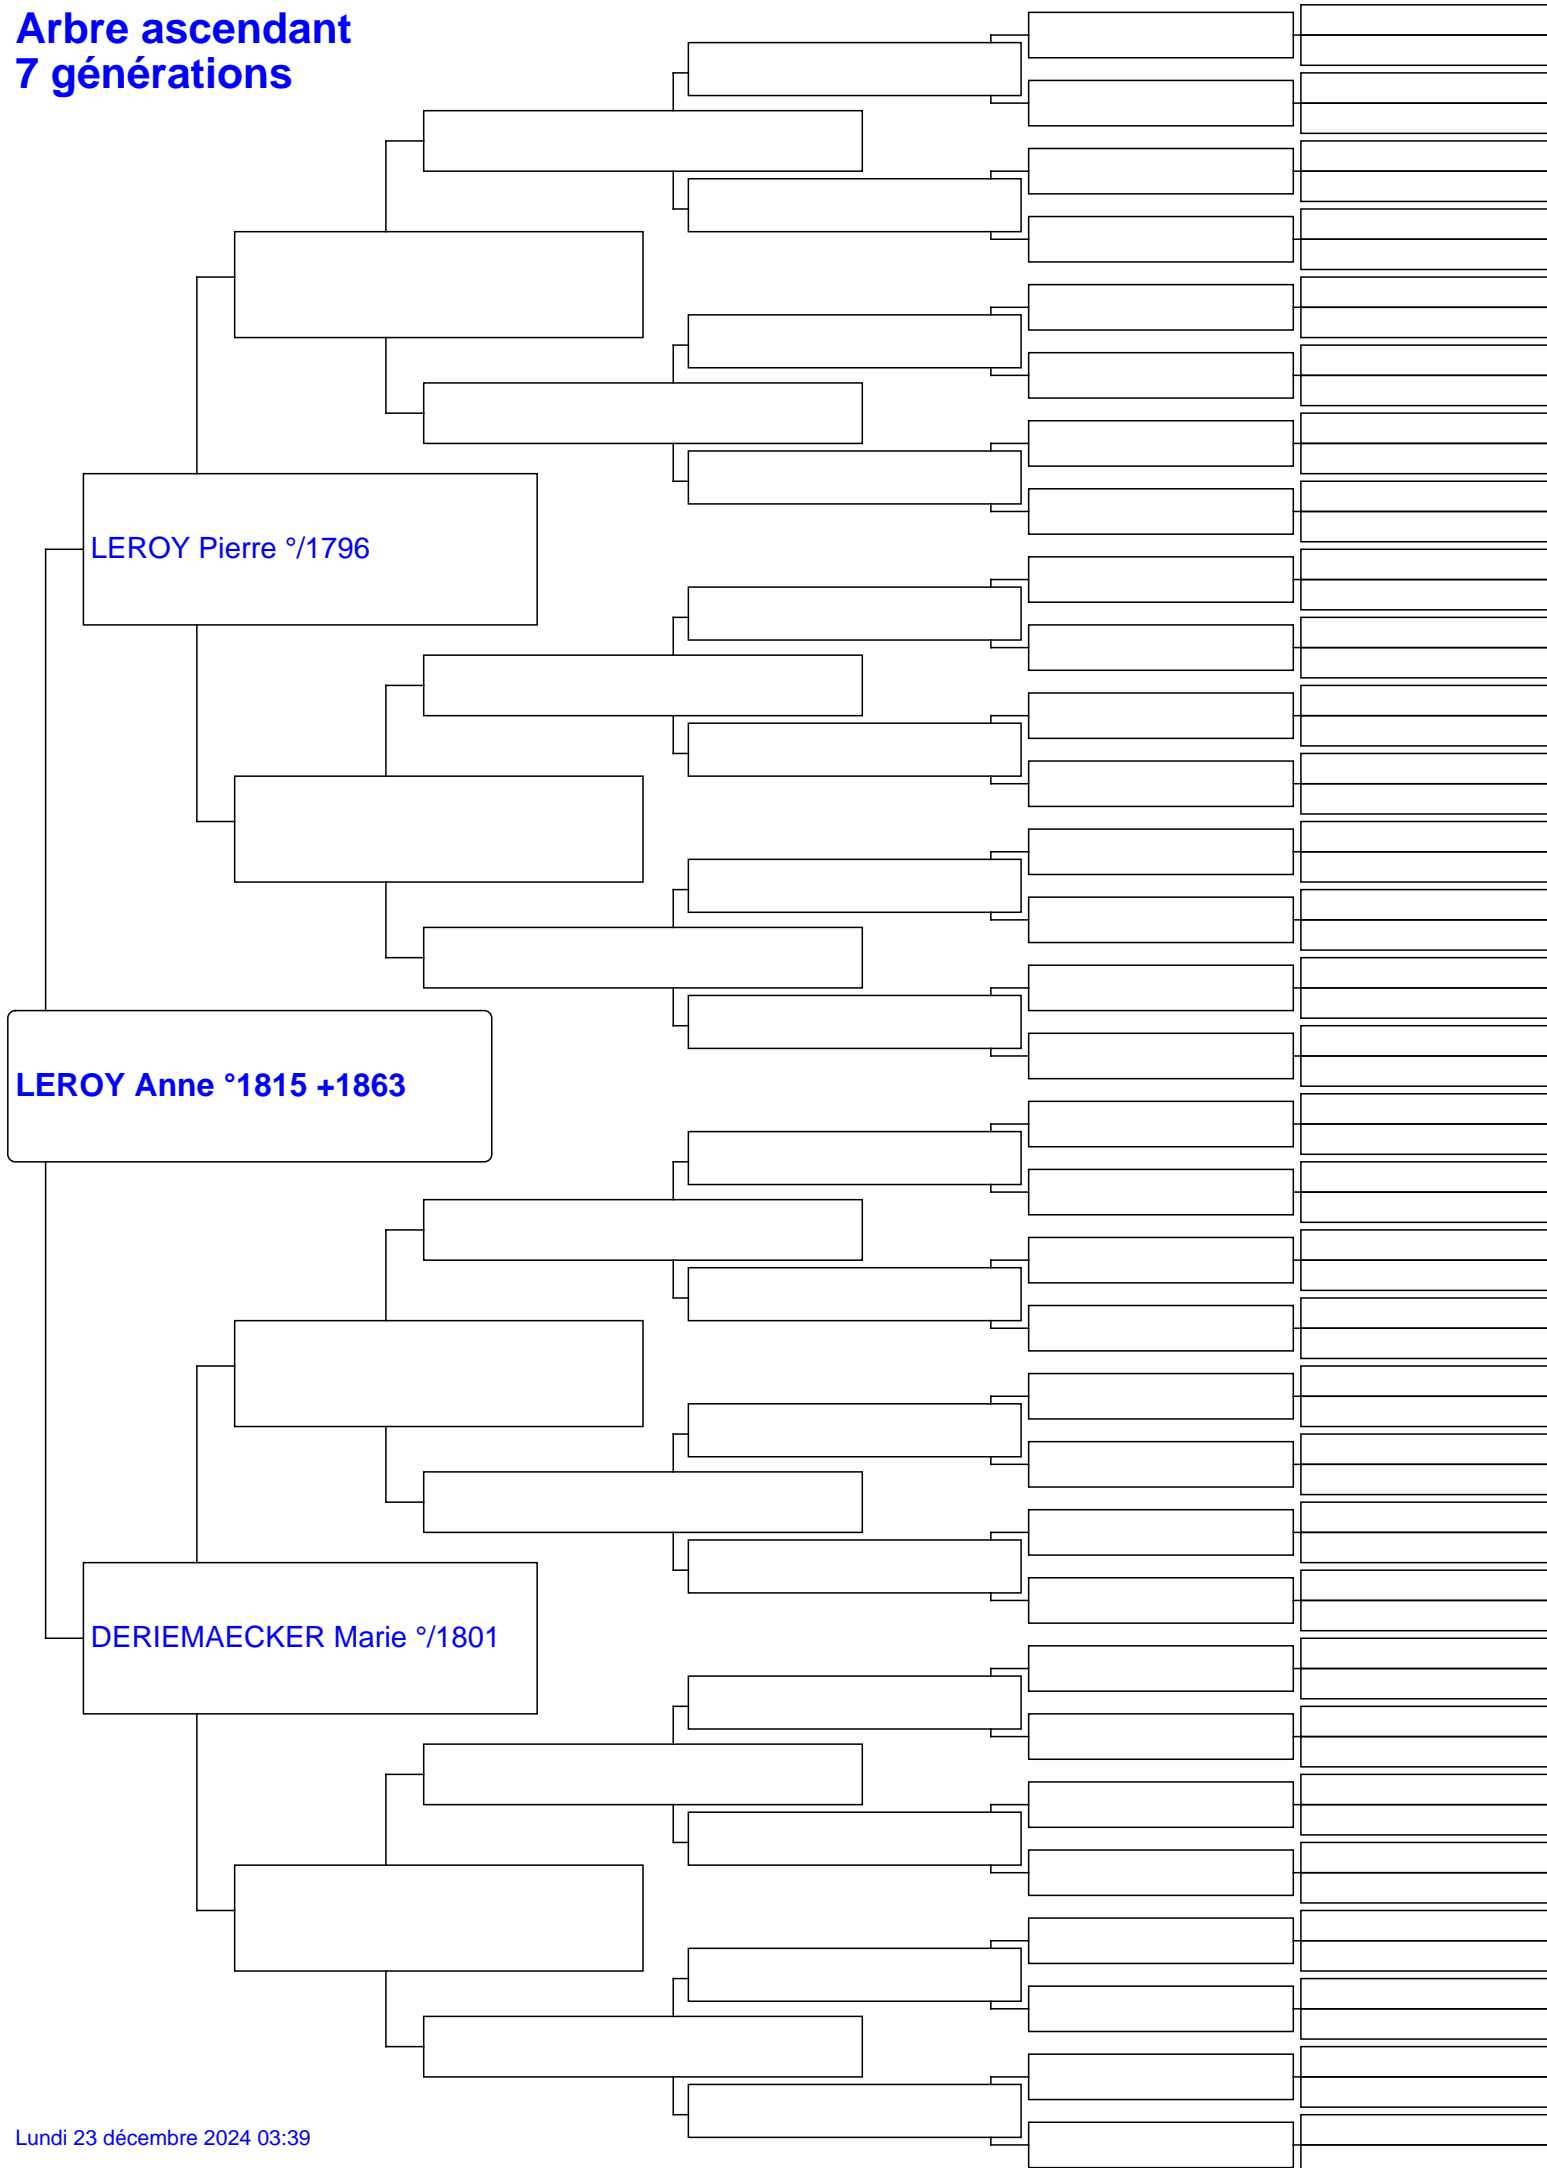 Arbre ascendant
7 générations
LEROY Pierre °/1796
LEROY Anne °1815 +1863
DERIEMAECKER Marie °/1801
Lundi 23 décembre 2024 03:39